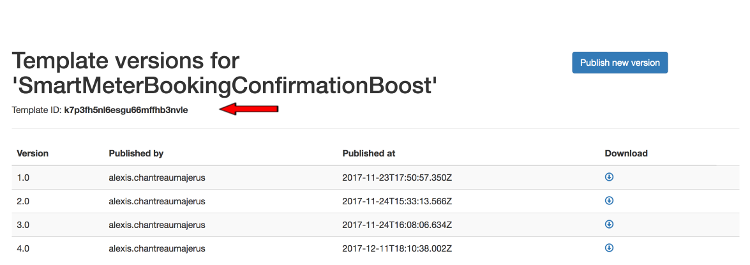 Template versions for
'SmartMeterBookingConfirmationBoost'
Publish new version
Template ID: k7p3fh5nl6esgu66mffhb3nvle
Version Published by Published at Download
1.0 alexis.chantreaumajerus 2017-11-23T17:50:57.350Z
2.0 alexis.chantreaumajerus 2017-11-24T15:33:13.566Z
3.0 alexis.chantreaumajerus 2017-11-24T16:08:06.634Z
4.0 alexis.chantreaumajerus 2017-12-11T18:10:38.002Z